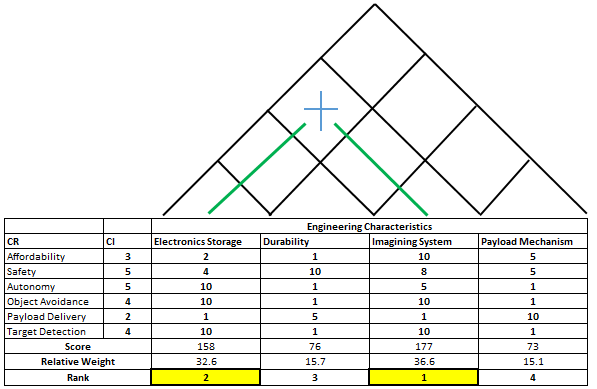 Engineering Characteristics
CR CI Electronics Storage Durability Imagining System Payload Mechanism
Affordability 3 2 1 10 5
Safety 5 4 10 8 5
Autonomy 5 10 1 5 1
Object Avoidance 4 10 1 10 1
Payload Delivery 2 1 5 1 10
Target Detection 4 10 1 10 1
Score 158 76 177 73
Relative Weight 32.6 15.7 36.6 15.1
Rank 2 3 1 4